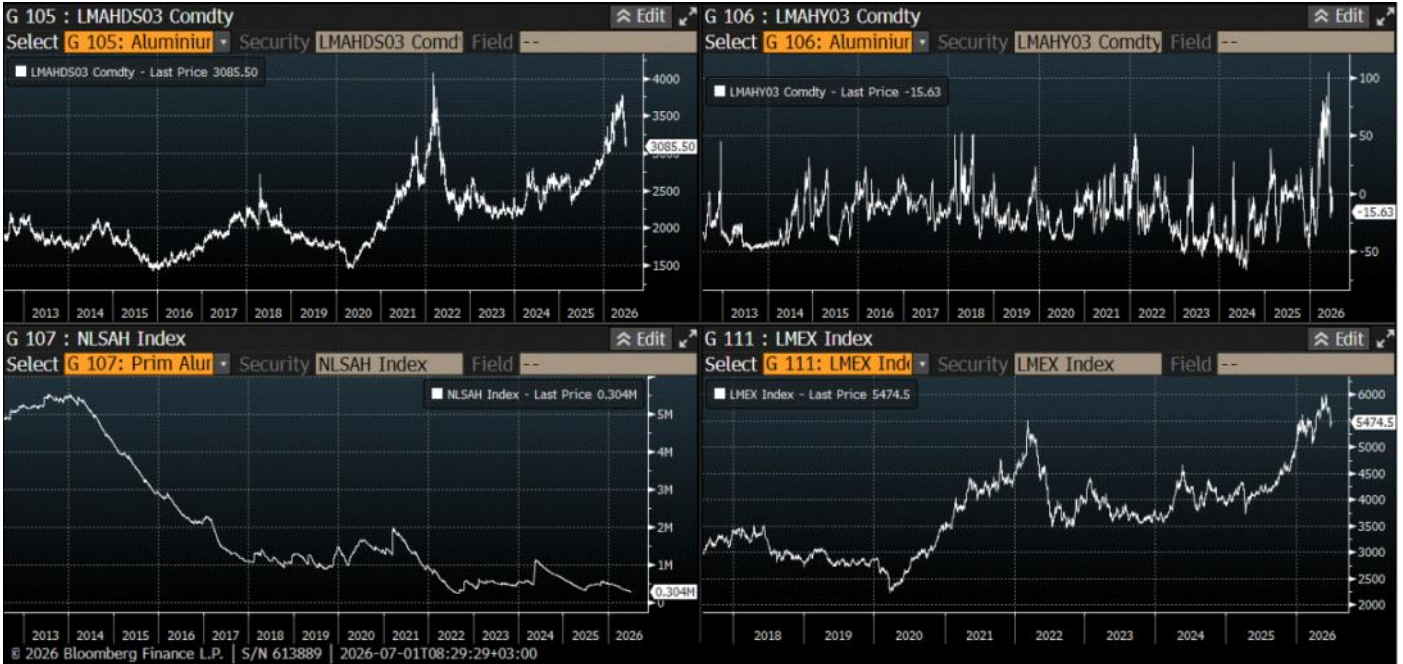 G 105 : LMAHDS03 Comdty
Edit
Select G 105: Aluminiur Security LMAHDS03 Comd Field --
LMAHDS03 Comdty - Last Price 3085.50
4000
3500
3085.50
3000
2500
2000
1500
2013 2014 2015 2016 2017 2018 2019 2020 2021 2022 2023 2024 2025 2026
G 106 : LMAHY03 Comdty
Edit
Select G 106: Aluminiur Security LMAHY03 Comdty Field --
LMAHY03 Comdty - Last Price -15.63
100
50
0
-15.63
-50
2013 2014 2015 2016 2017 2018 2019 2020 2021 2022 2023 2024 2025 2026
G 107 : NLSAH Index
Edit
Select G 107: Prim Alur Security NLSAH Index Field --
NLSAH Index - Last Price 0.304M
5M
4M
3M
2M
1M
0.304M
0
2013 2014 2015 2016 2017 2018 2019 2020 2021 2022 2023 2024 2025 2026
G 111 : LMEX Index
Edit
Select G 111: LMEX Inde Security LMEX Index Field --
LMEX Index - Last Price 5474.5
6000
5474.5
5000
4500
4000
3500
3000
2500
2000
2018 2019 2020 2021 2022 2023 2024 2025 2026
© 2026 Bloomberg Finance L.P. | S/N 613889 | 2026-07-01T08:29:29+03:00